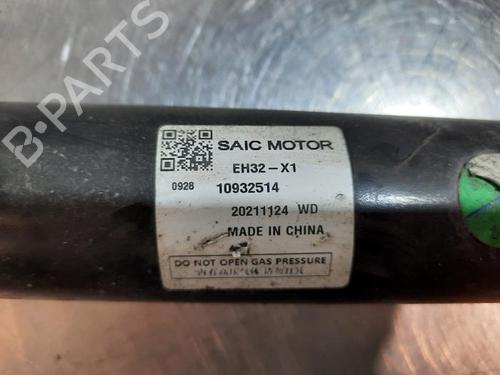 SAIC MOTOR
EH32-X1
0928 10932514
20211124 WD
MADE IN CHINA
DO NOT OPEN GAS PRESSURE
B-PARTS